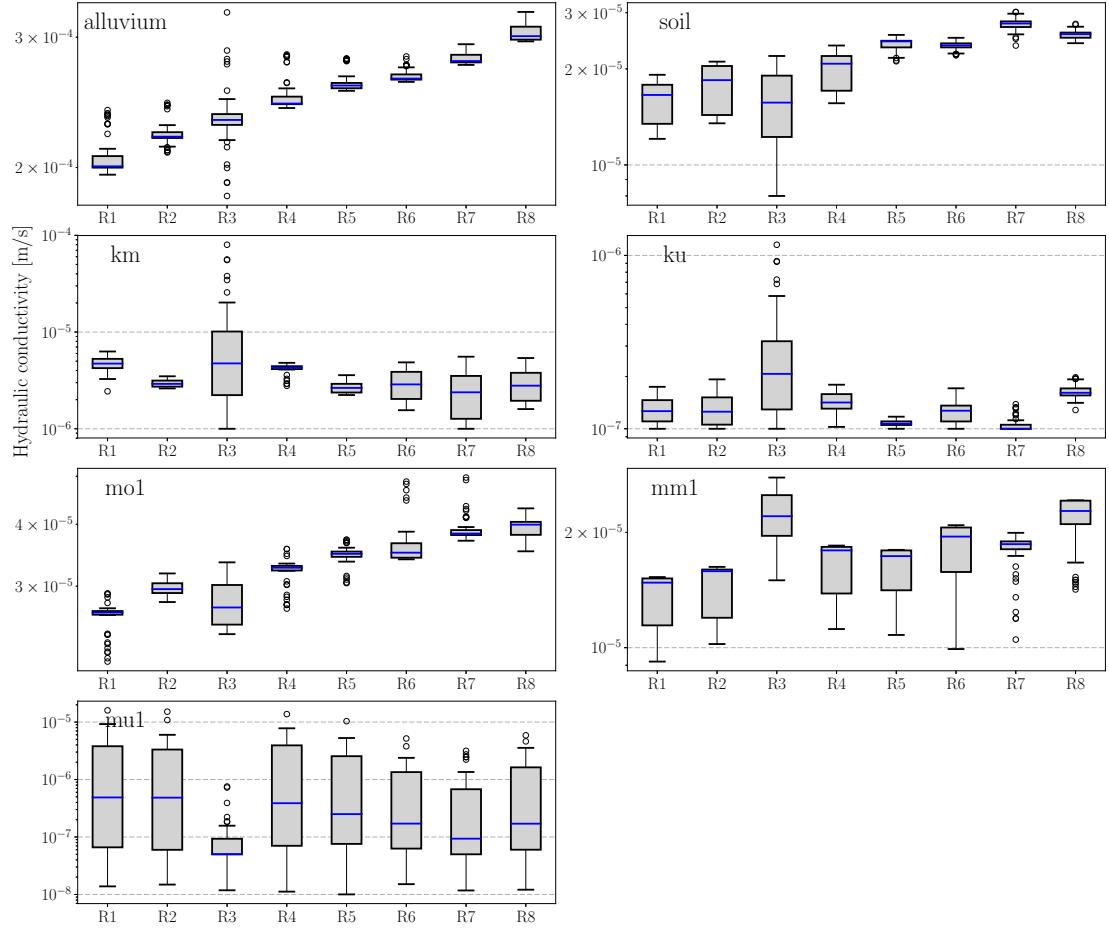 alluvium
3 × 10⁻⁴
2 × 10⁻⁴
R1 R2 R3 R4 R5 R6 R7 R8
soil
3 × 10⁻⁵
2 × 10⁻⁵
10⁻⁵
R1 R2 R3 R4 R5 R6 R7 R8
Hydraulic conductivity [m/s]
km
10⁻⁴
10⁻⁵
10⁻⁶
R1 R2 R3 R4 R5 R6 R7 R8
ku
10⁻⁶
10⁻⁷
R1 R2 R3 R4 R5 R6 R7 R8
mo1
4 × 10⁻⁵
3 × 10⁻⁵
R1 R2 R3 R4 R5 R6 R7 R8
mm1
2 × 10⁻⁵
10⁻⁵
R1 R2 R3 R4 R5 R6 R7 R8
mu1
10⁻⁵
10⁻⁶
10⁻⁷
10⁻⁸
R1 R2 R3 R4 R5 R6 R7 R8